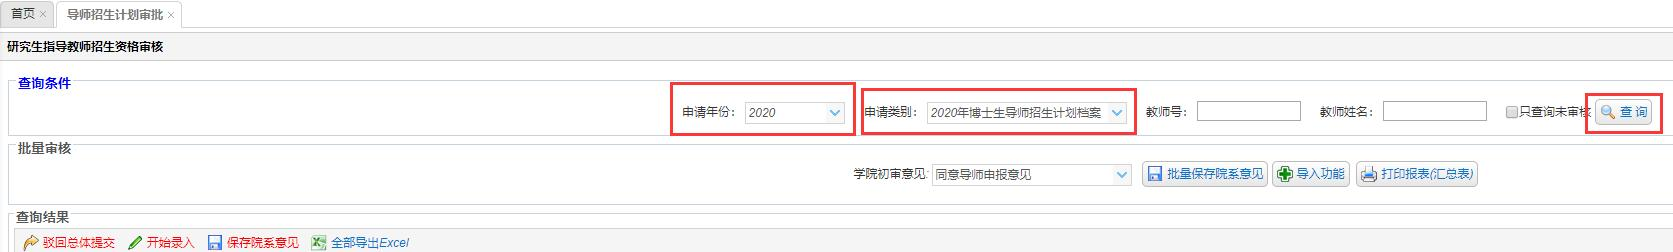 首页 导师招生计划审批
研究生指导教师招生资格审核
查询条件
申请年份: 2020 申请类别: 2020年博士生导师招生计划档案 教师号: 教师姓名: 只查询未审核 查询
批量审核
学院初审意见: 同意导师申报意见 批量保存院系意见 导入功能 打印报表(汇总表)
查询结果
驳回总体提交 开始录入 保存院系意见 全部导出Excel